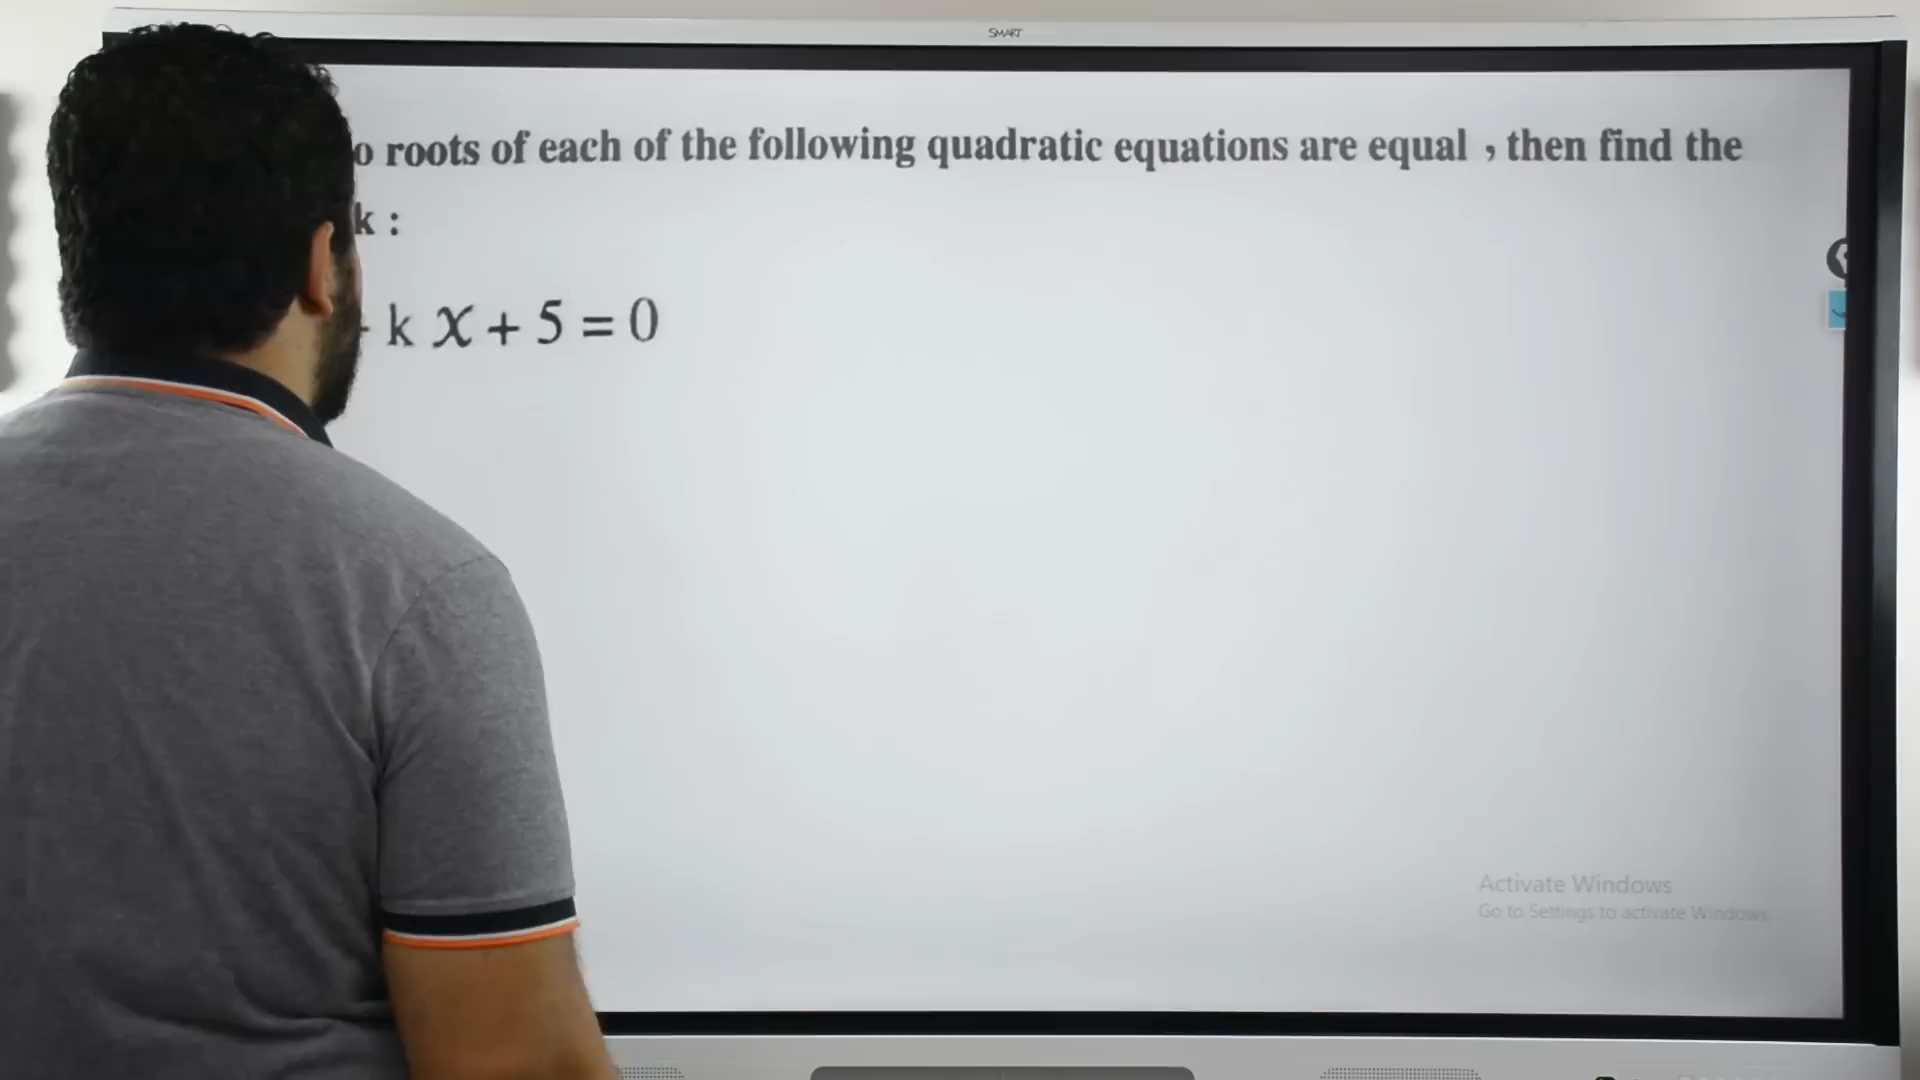 SMART
roots of each of the following quadratic equations are equal , then find the
k :
k x + 5 = 0
Activate Windows
Go to Settings to activate Windows.